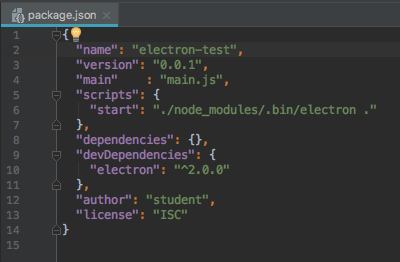 package.json
1 {
2 "name": "electron-test",
3 "version": "0.0.1",
4 "main"    : "main.js",
5 "scripts": {
6 "start": "./node_modules/.bin/electron ."
7 },
8 "dependencies": {},
9 "devDependencies": {
10 "electron": "^2.0.0"
11 },
12 "author": "student",
13 "license": "ISC"
14 }
15